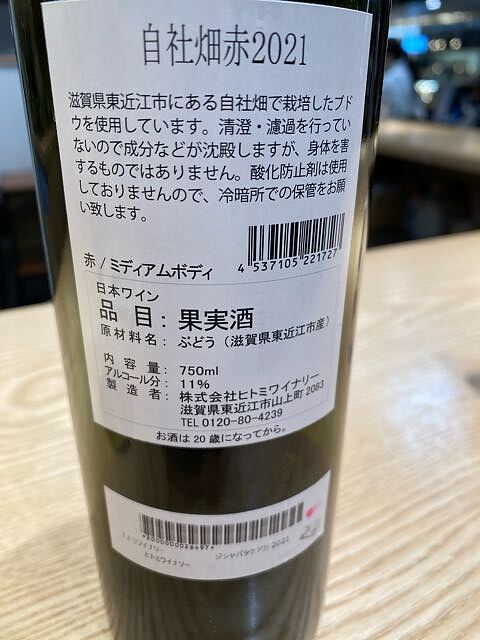 自社畑赤2021
滋賀県東近江市にある自社畑で栽培したブド
ウを使用しています。清澄・濾過を行ってい
ないので成分などが沈殿しますが、身体を害
するものではありません。酸化防止剤は使用
しておりませんので、冷暗所での保管をお願
い致します。
4 537105 221727
赤 / ミディアムボディ
日本ワイン
品 目: 果実酒
原材料名: ぶどう (滋賀県東近江市産)
内 容 量: 750ml
アルコール分: 11%
製 造 者: 株式会社ヒトミワイナリー
滋賀県東近江市山上町2083
TEL 0120-80-4239
お酒は20歳になってから。
ヒトミワイナリー
2021